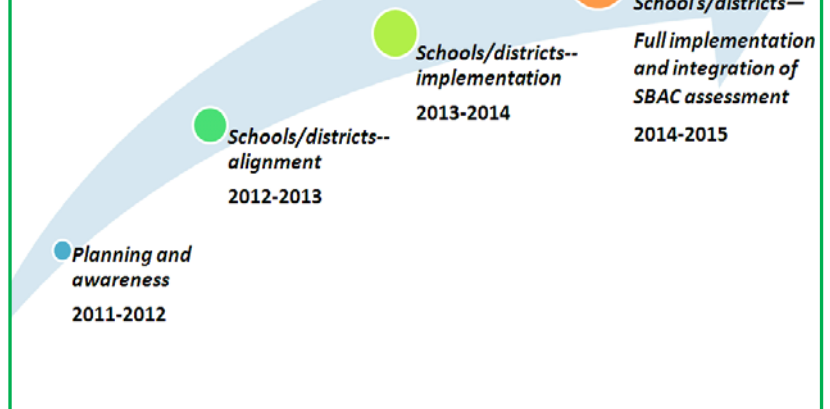 School's/districts—
Full implementation
and integration of
SBAC assessment
2014-2015
Schools/districts--
implementation
2013-2014
Schools/districts--
alignment
2012-2013
Planning and
awareness
2011-2012